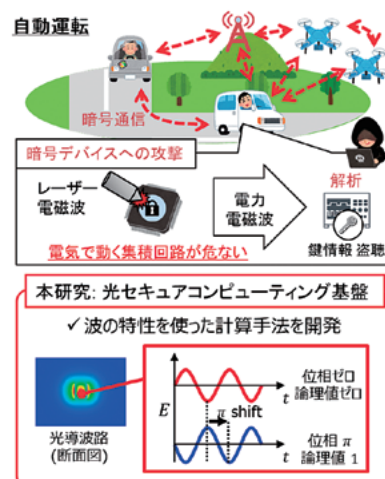 自動運転
暗号通信
暗号デバイスへの攻撃
レーザー
電磁波
電力
電磁波
解析
鍵情報 盗聴
電気で動く集積回路が危ない
本研究: 光セキュアコンピューティング基盤
✓ 波の特性を使った計算手法を開発
光導波路
(断面図)
E
t
π shift
t
位相ゼロ
論理値ゼロ
位相 π
論理値 1